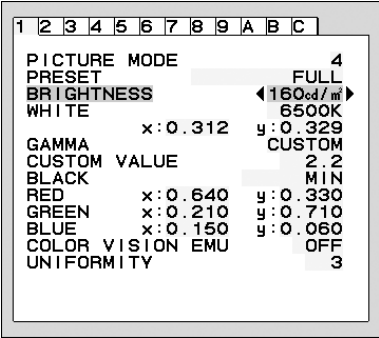 1 2 3 4 5 6 7 8 9 A B C
PICTURE MODE 4
PRESET FULL
BRIGHTNESS 160cd/㎡
WHITE 6500K
x:0.312 y:0.329
GAMMA CUSTOM
CUSTOM VALUE 2.2
BLACK MIN
RED x:0.640 y:0.330
GREEN x:0.210 y:0.710
BLUE x:0.150 y:0.060
COLOR VISION EMU OFF
UNIFORMITY 3